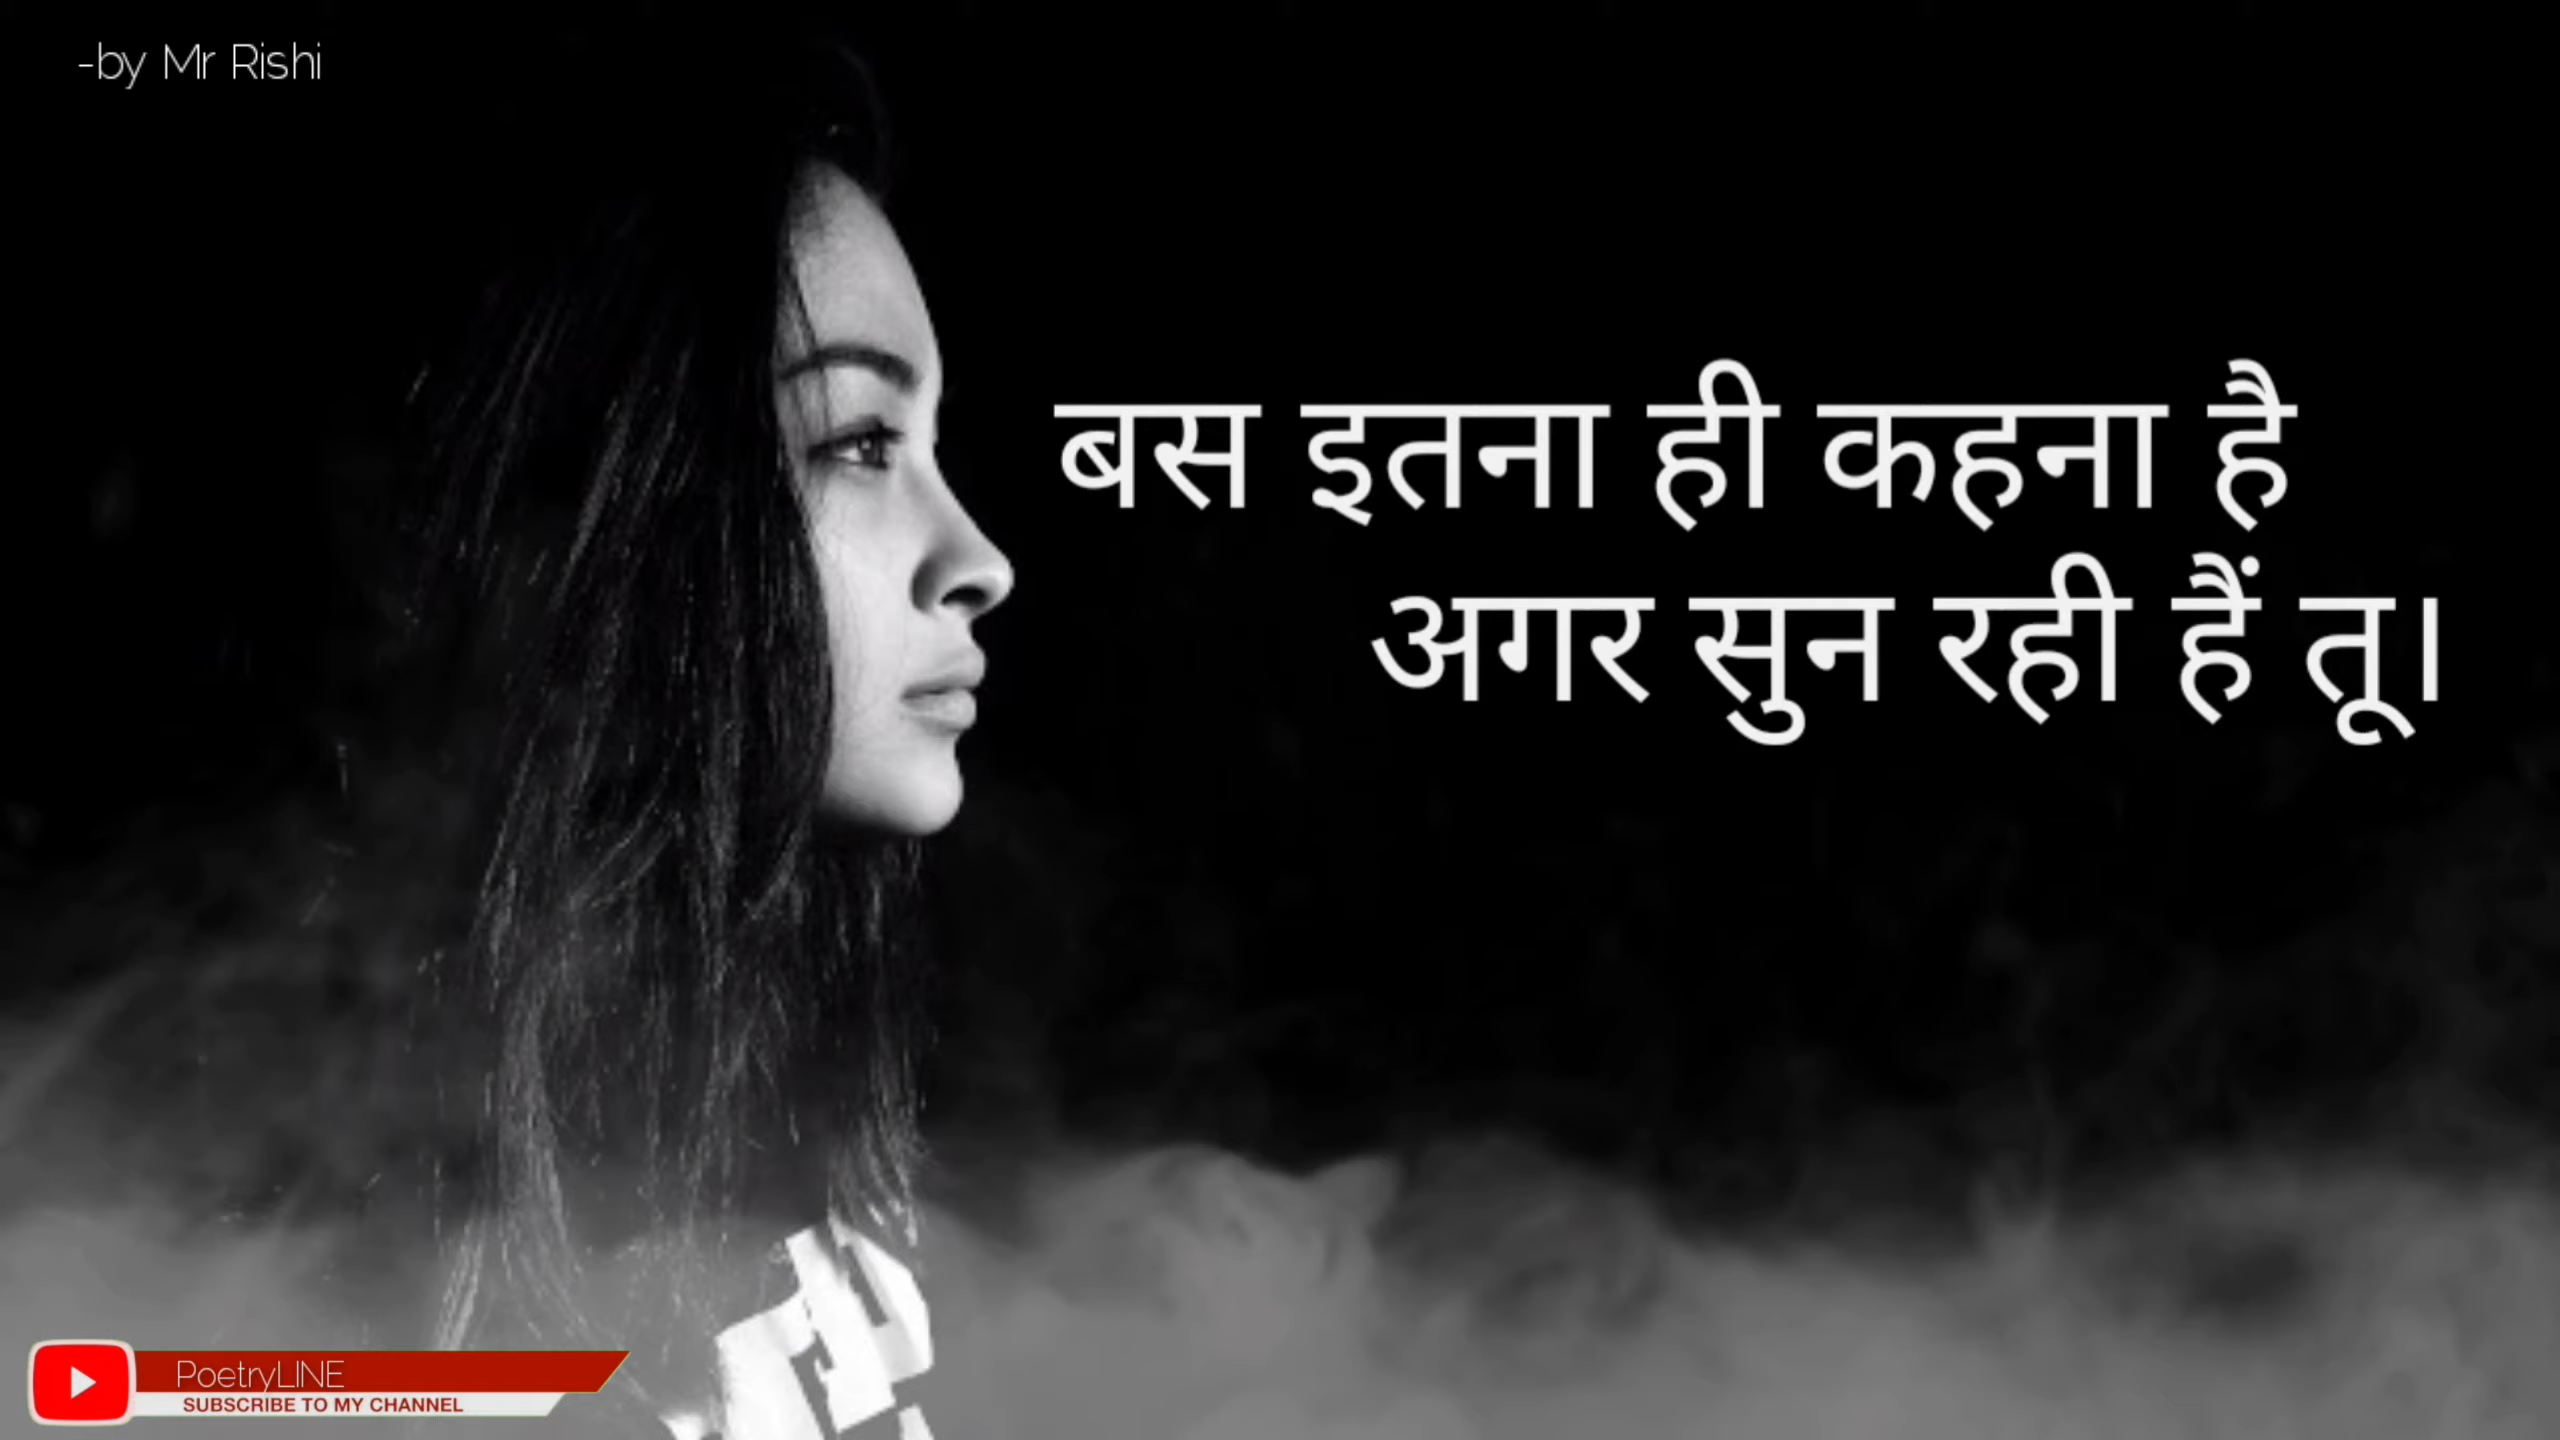 -by Mr Rishi
बस इतना ही कहना है
अगर सुन रही हैं तू।
PoetryLINE
SUBSCRIBE TO MY CHANNEL